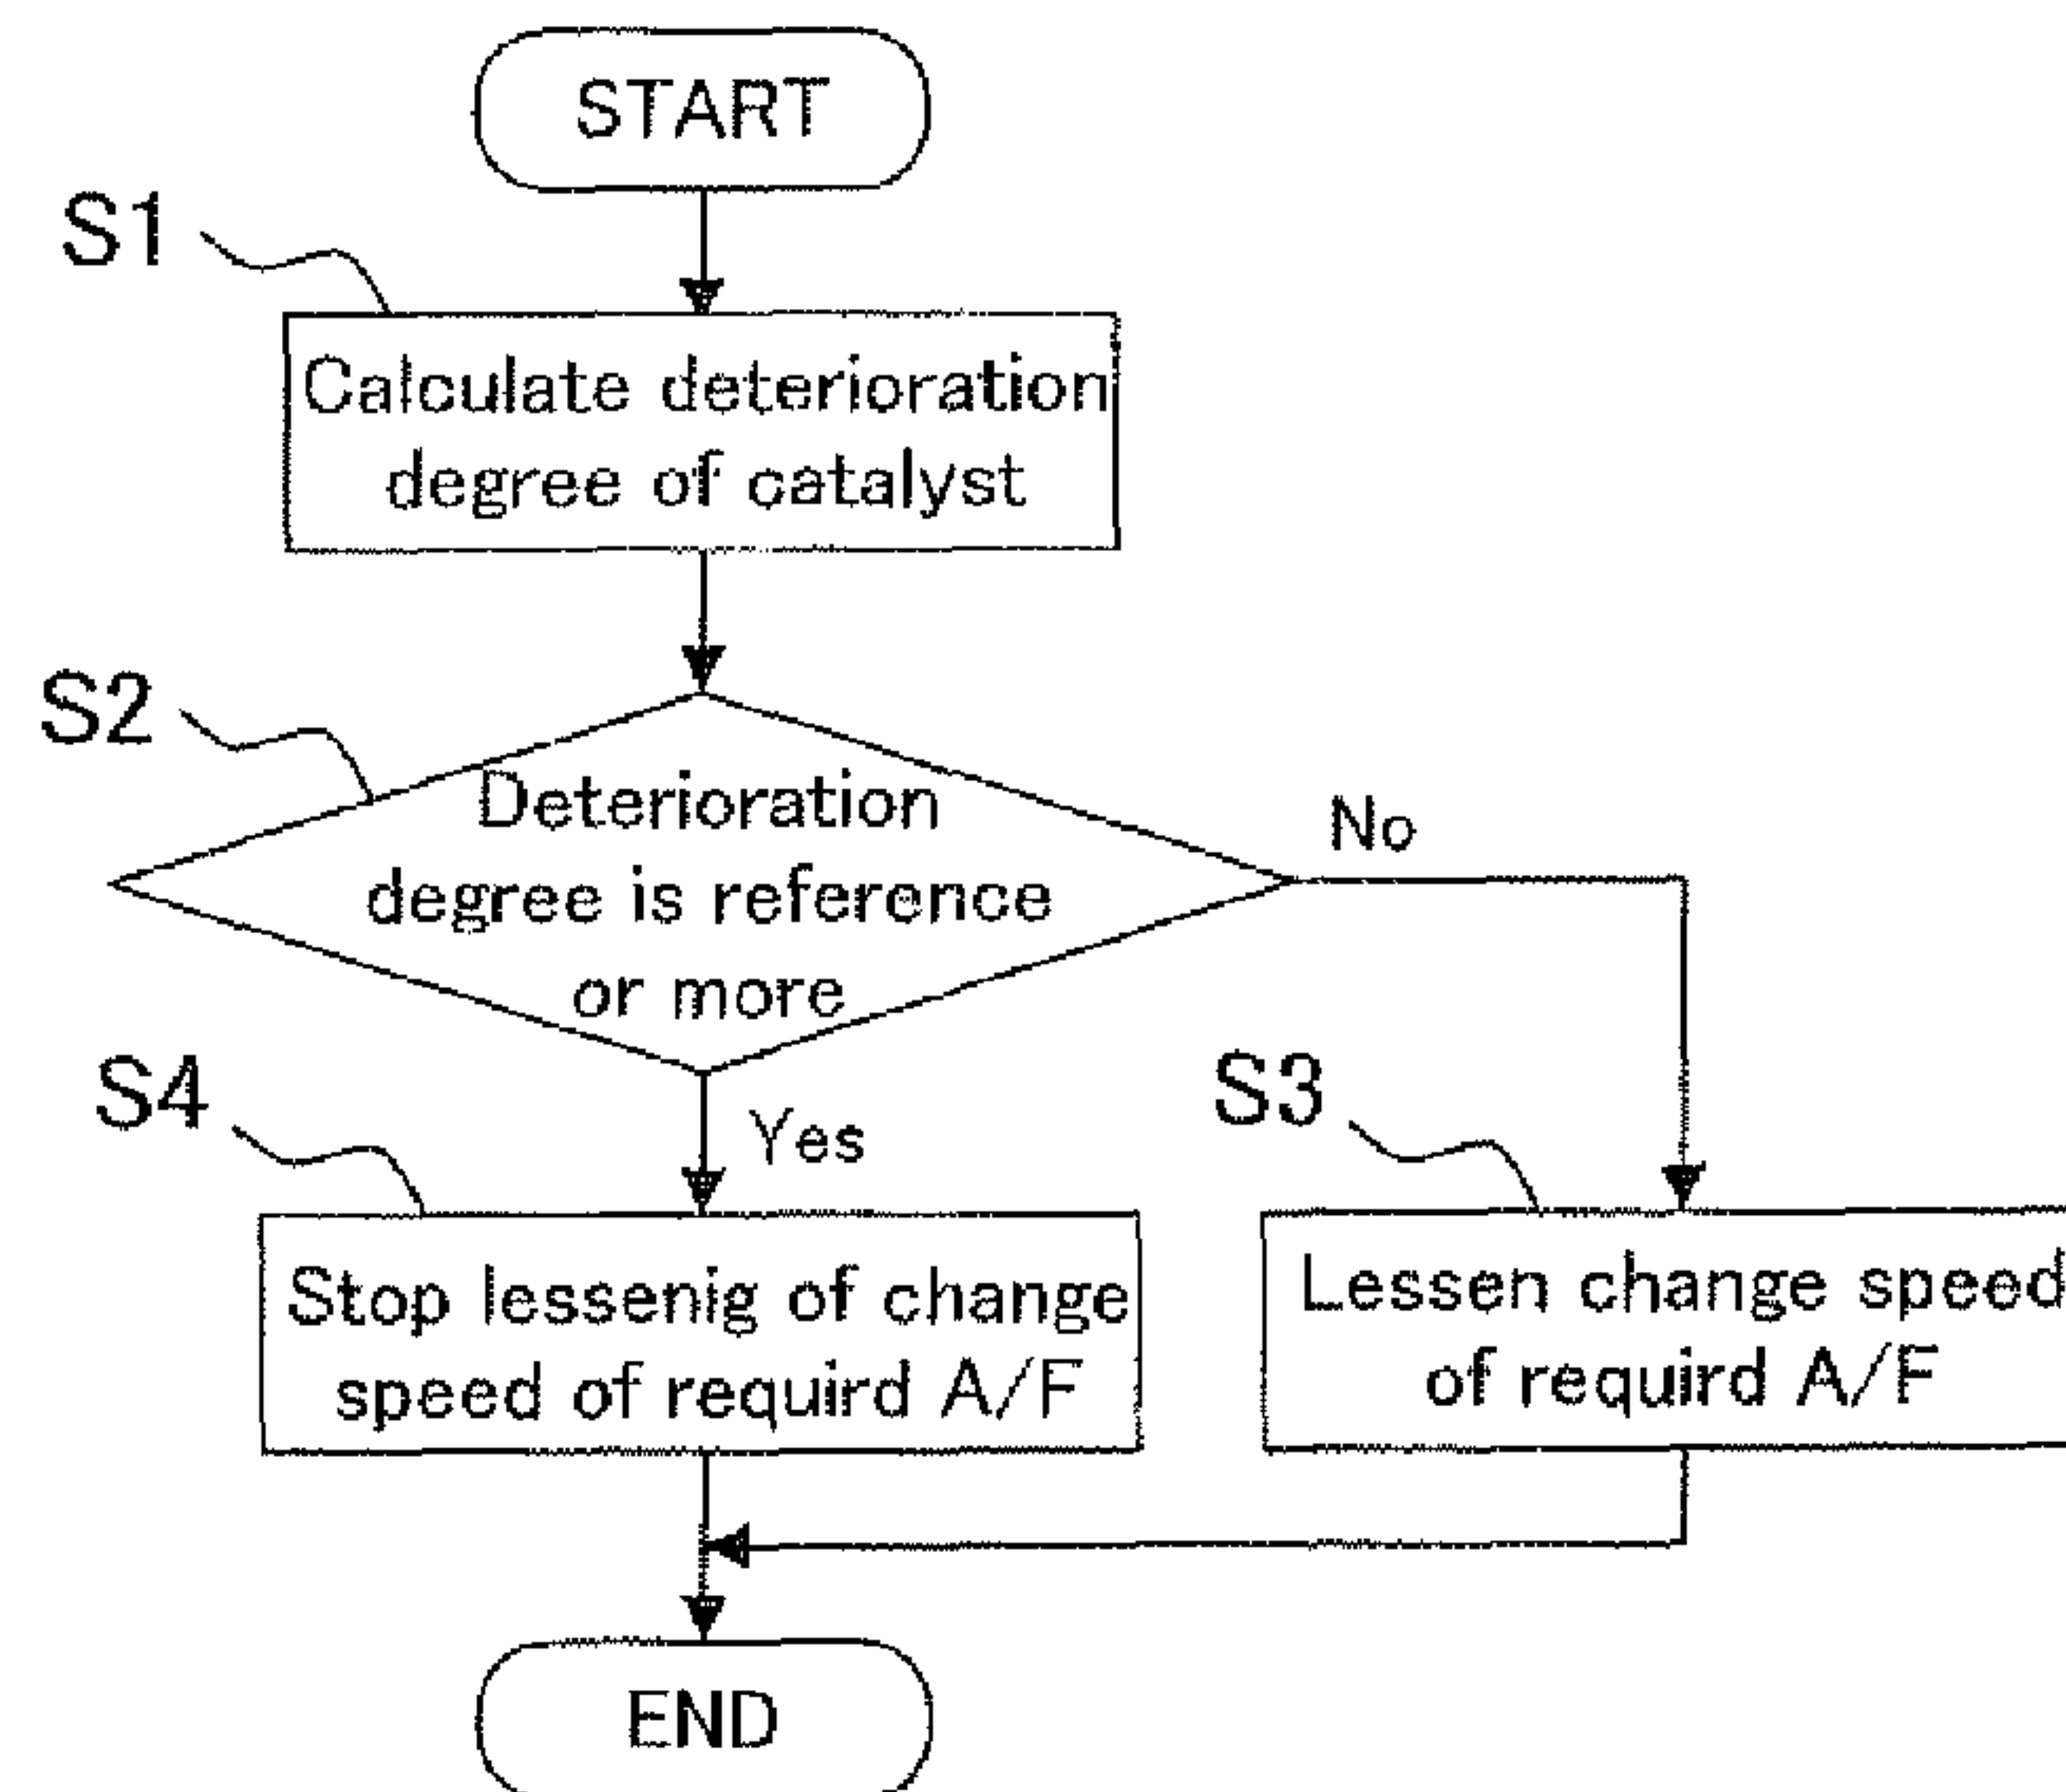 START
S1
Calculate deterioration
degree of catalyst
S2
Deterioration
degree is reference
or more
No
S4
Yes
S3
Stop lessenig of change
speed of requird A/F
Lessen change speed
of requird A/F
END